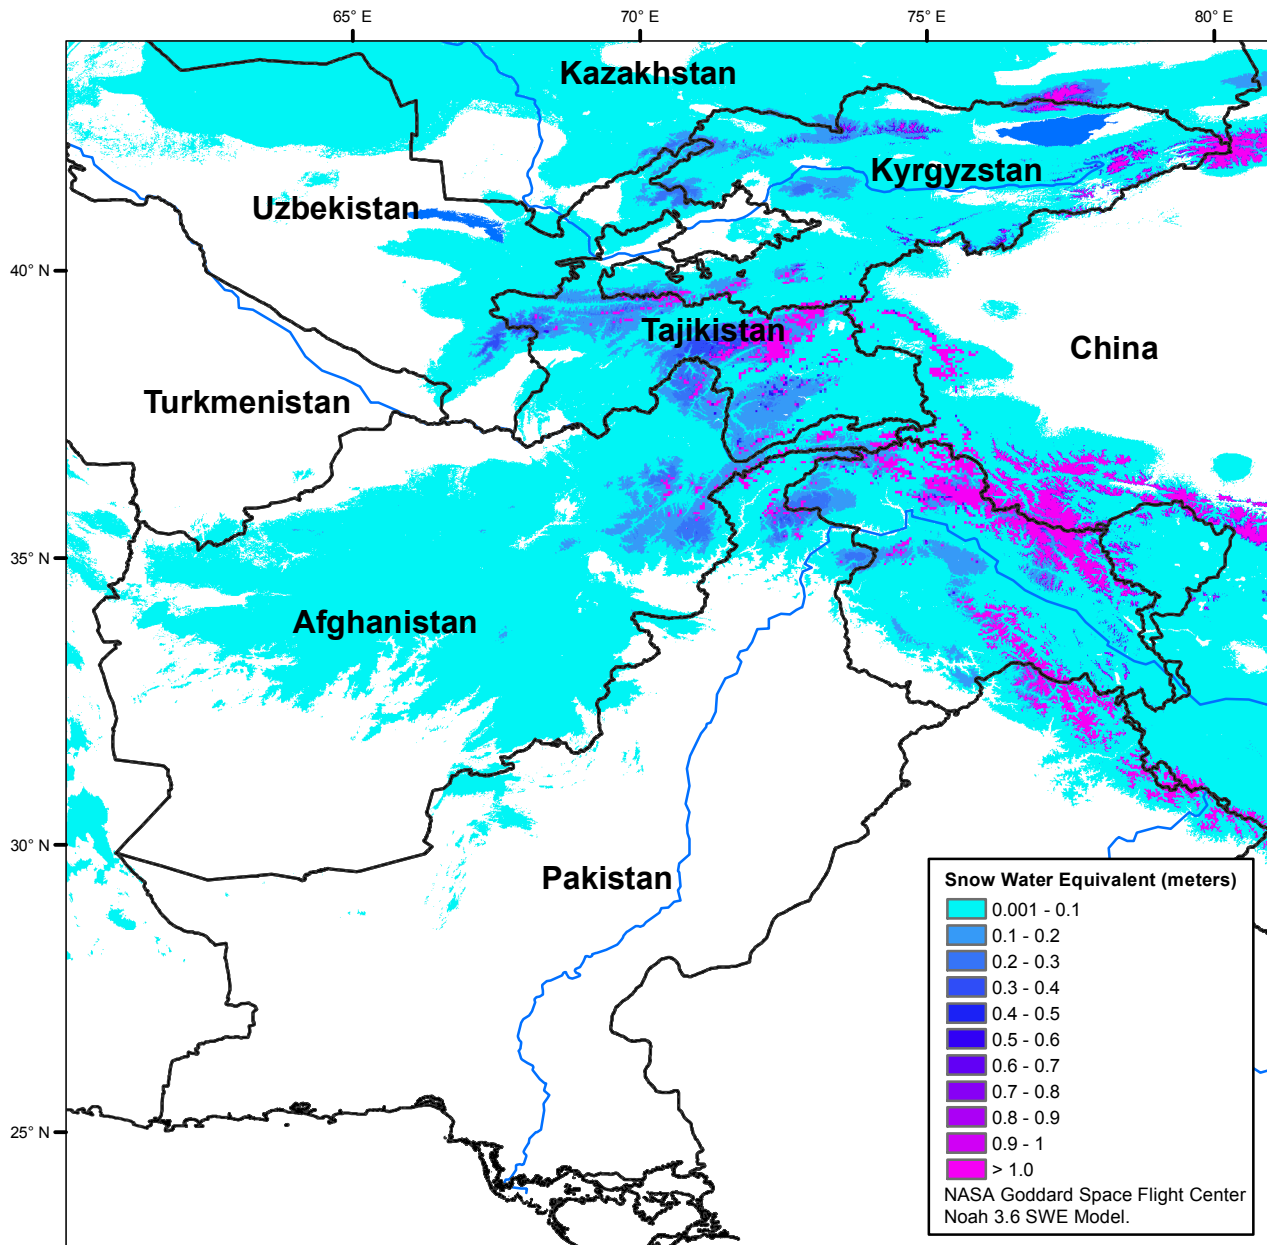 65° E
70° E
75° E
80° E
Kazakhstan
Kyrgyzstan
Uzbekistan
40° N
Tajikistan
China
Turkmenistan
35° N
Afghanistan
30° N
Pakistan
25° N
Snow Water Equivalent (meters)
0.001 - 0.1
0.1 - 0.2
0.2 - 0.3
0.3 - 0.4
0.4 - 0.5
0.5 - 0.6
0.6 - 0.7
0.7 - 0.8
0.8 - 0.9
0.9 - 1
> 1.0
NASA Goddard Space Flight Center
Noah 3.6 SWE Model.